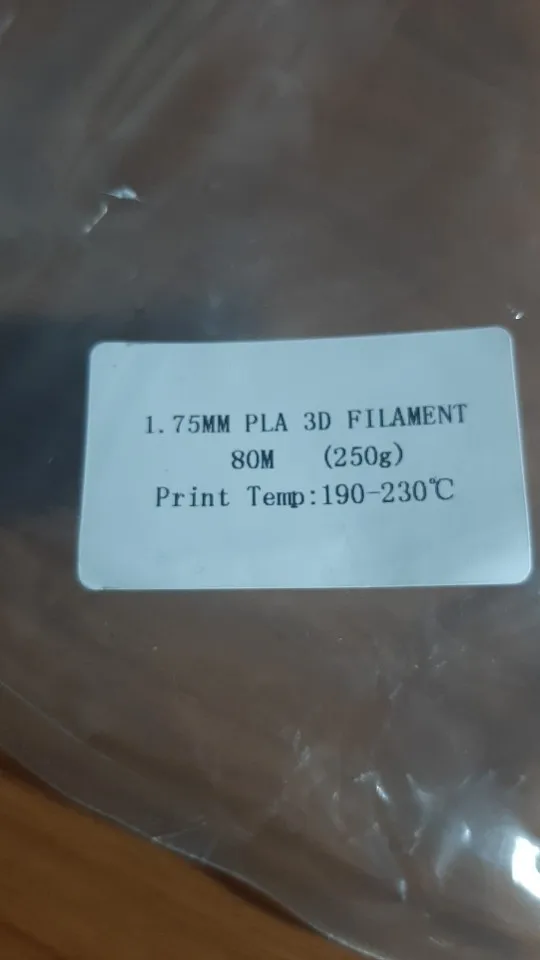 1.75MM PLA 3D FILAMENT
80M (250g)
Print Temp:190-230℃